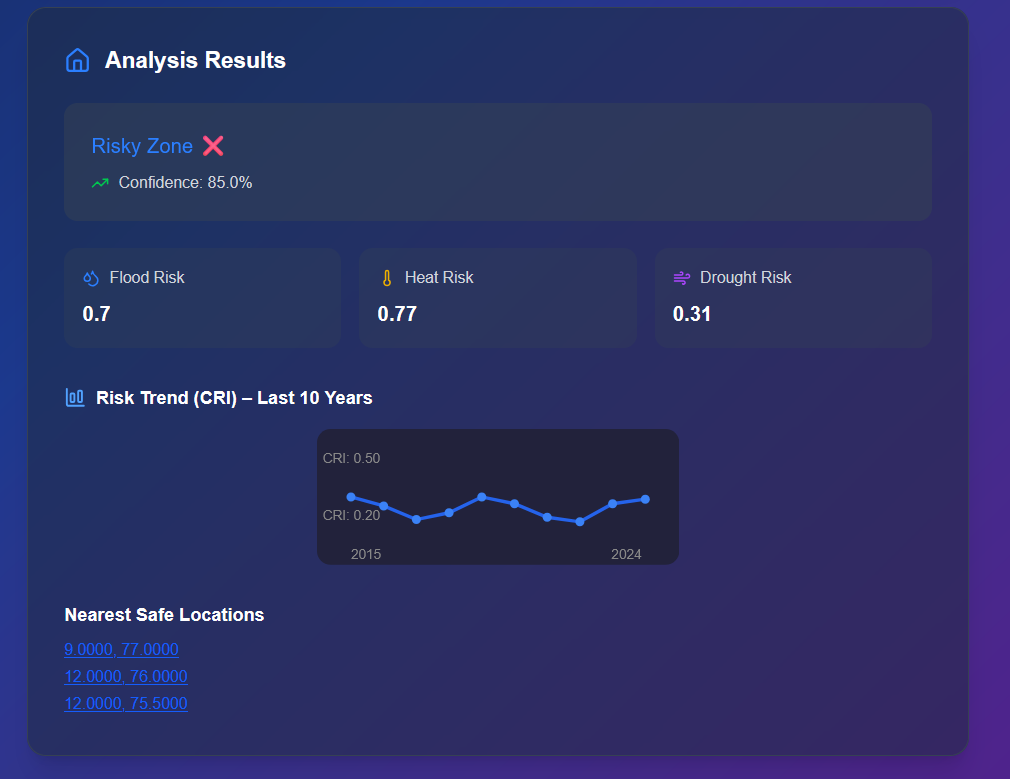 Analysis Results
Risky Zone ❌
Confidence: 85.0%
Flood Risk
0.7
Heat Risk
0.77
Drought Risk
0.31
Risk Trend (CRI) – Last 10 Years
CRI: 0.50
CRI: 0.20
2015 2024
Nearest Safe Locations
9.0000, 77.0000
12.0000, 76.0000
12.0000, 75.5000